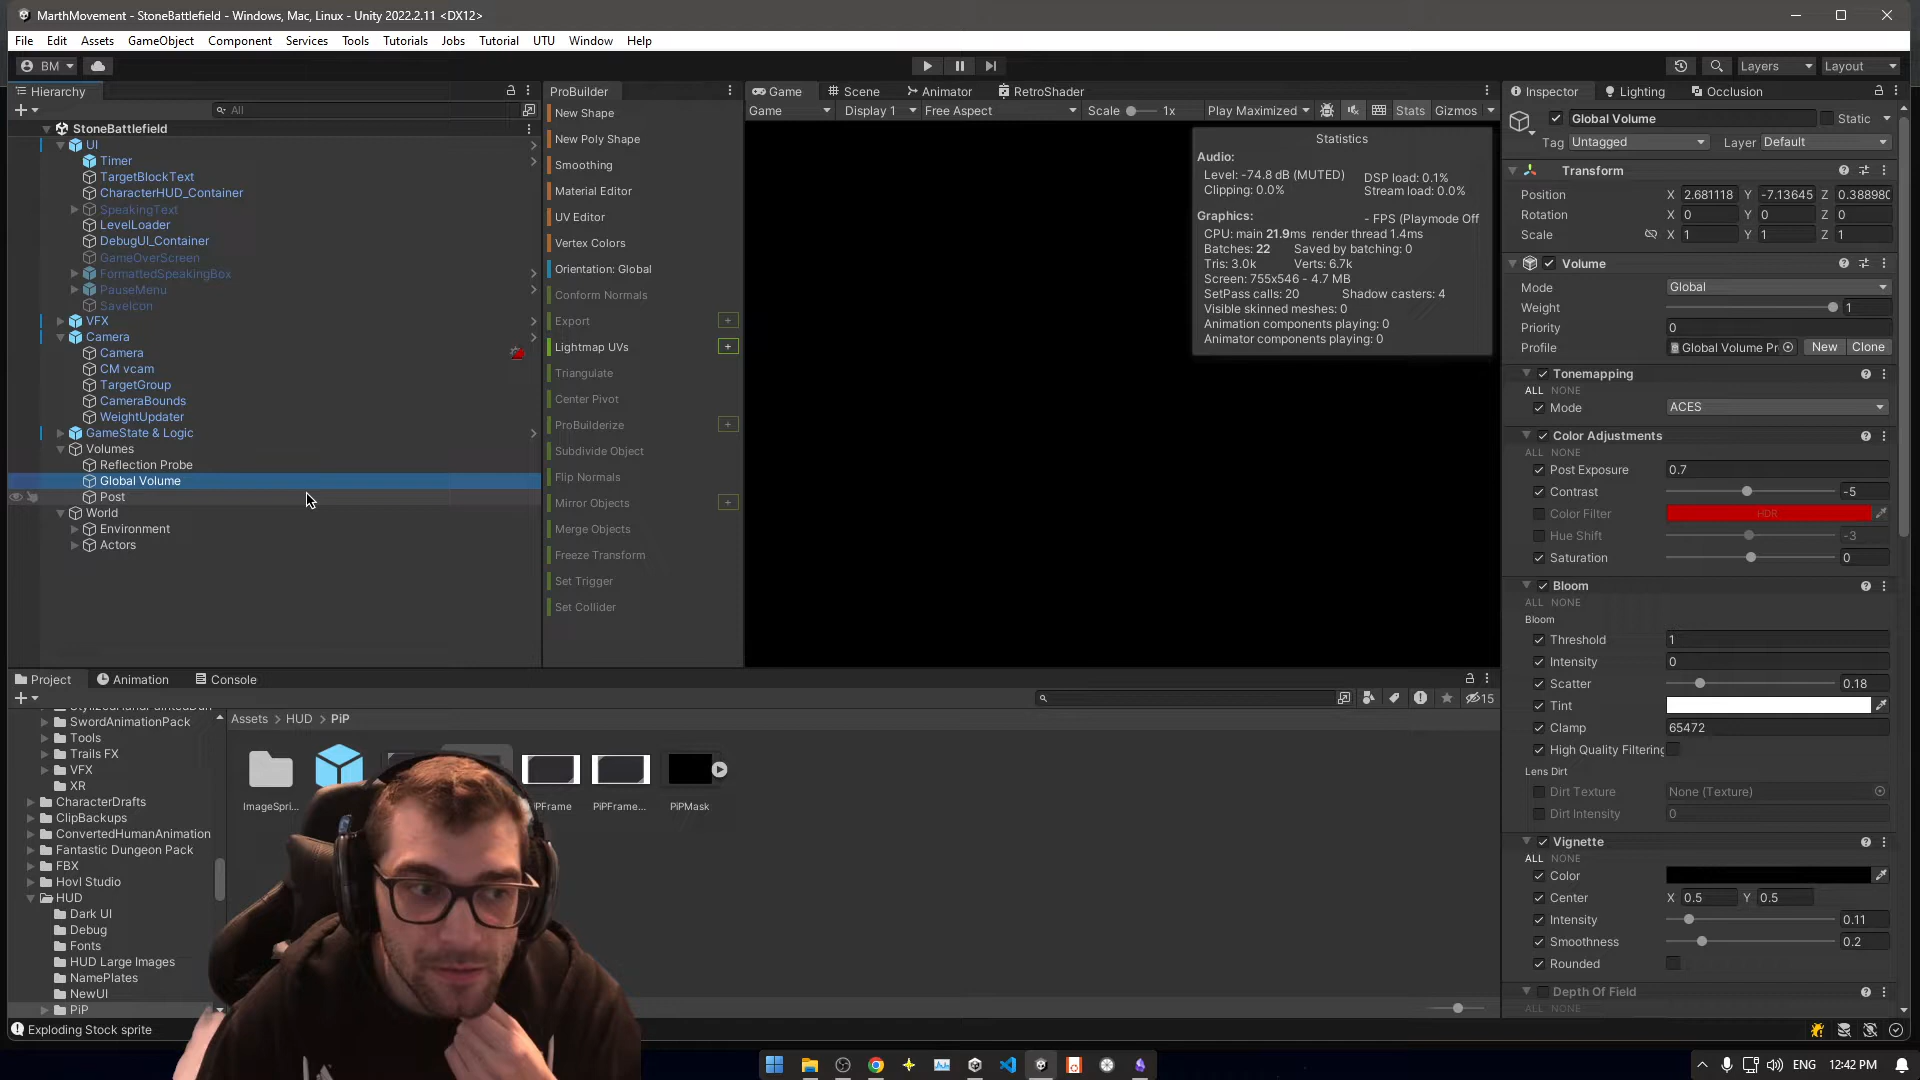 MarthMovement - StoneBattlefield - Windows, Mac, Linux - Unity 2022.2.11 <DX12>
File Edit Assets GameObject Component Services Tools Tutorials Jobs Tutorial UTU Window Help
BM
Layers Layout
Hierarchy
All
StoneBattlefield
UI
Timer
TargetBlockText
CharacterHUD_Container
SpeakingText
LevelLoader
DebugUI_Container
GameOverScreen
FormattedSpeakingBox
PauseMenu
SaveIcon
VFX
Camera
Camera
CM vcam
TargetGroup
CameraBounds
WeightUpdater
GameState & Logic
Volumes
Reflection Probe
Global Volume
Post
World
Environment
Actors
ProBuilder
New Shape
New Poly Shape
Smoothing
Material Editor
UV Editor
Vertex Colors
Orientation: Global
Conform Normals
Export
Lightmap UVs
Triangulate
Center Pivot
ProBuilderize
Subdivide Object
Flip Normals
Mirror Objects
Merge Objects
Freeze Transform
Set Trigger
Set Collider
Game Scene Animator RetroShader
Game Display 1 Free Aspect Scale 1x Play Maximized Stats Gizmos
Statistics
Audio:
Level: -74.8 dB (MUTED) DSP load: 0.1%
Clipping: 0.0% Stream load: 0.0%
Graphics: - FPS (Playmode Off
CPU: main 21.9ms render thread 1.4ms
Batches: 22 Saved by batching: 0
Tris: 3.0k Verts: 6.7k
Screen: 755x546 - 4.7 MB
SetPass calls: 20 Shadow casters: 4
Visible skinned meshes: 0
Animation components playing: 0
Animator components playing: 0
Inspector Lighting Occlusion
Global Volume Static
Tag Untagged Layer Default
Transform
Position X 2.681118 Y -7.13645 Z 0.388980
Rotation X 0 Y 0 Z 0
Scale X 1 Y 1 Z 1
Volume
Mode Global
Weight 1
Priority 0
Profile Global Volume Pr New Clone
Tonemapping
ALL NONE
Mode ACES
Color Adjustments
ALL NONE
Post Exposure 0.7
Contrast -5
Color Filter HDR
Hue Shift -3
Saturation 0
Bloom
ALL NONE
Bloom
Threshold 1
Intensity 0
Scatter 0.18
Tint
Clamp 65472
High Quality Filtering
Lens Dirt
Dirt Texture None (Texture)
Dirt Intensity 0
Vignette
ALL NONE
Color
Center X 0.5 Y 0.5
Intensity 0.11
Smoothness 0.2
Rounded
Depth Of Field
ALL NONE
Project Animation Console
15
SwordAnimationPack
Tools
Trails FX
VFX
XR
CharacterDrafts
ClipBackups
ConvertedHumanAnimation
Fantastic Dungeon Pack
FBX
Hovl Studio
HUD
Dark UI
Debug
Fonts
HUD Large Images
NamePlates
NewUI
PiP
Assets HUD PiP
ImageSpri... PiPFrame... PiPMask
Exploding Stock sprite
ENG 12:42 PM